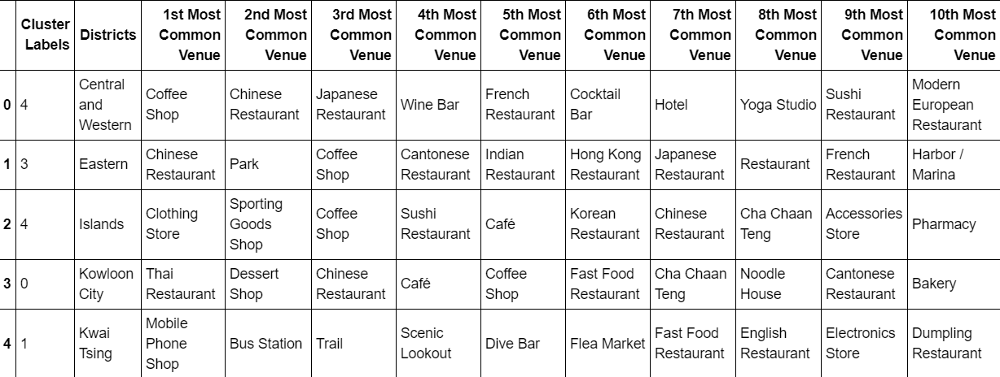 Cluster Labels Districts 1st Most Common Venue 2nd Most Common Venue 3rd Most Common Venue 4th Most Common Venue 5th Most Common Venue 6th Most Common Venue 7th Most Common Venue 8th Most Common Venue 9th Most Common Venue 10th Most Common Venue
0 4 Central and Western Coffee Shop Chinese Restaurant Japanese Restaurant Wine Bar French Restaurant Cocktail Bar Hotel Yoga Studio Sushi Restaurant Modern European Restaurant
1 3 Eastern Chinese Restaurant Park Coffee Shop Cantonese Restaurant Indian Restaurant Hong Kong Restaurant Japanese Restaurant Restaurant French Restaurant Harbor / Marina
2 4 Islands Clothing Store Sporting Goods Shop Coffee Shop Sushi Restaurant Café Korean Restaurant Chinese Restaurant Cha Chaan Teng Accessories Store Pharmacy
3 0 Kowloon City Thai Restaurant Dessert Shop Chinese Restaurant Café Coffee Shop Fast Food Restaurant Cha Chaan Teng Noodle House Cantonese Restaurant Bakery
4 1 Kwai Tsing Mobile Phone Shop Bus Station Trail Scenic Lookout Dive Bar Flea Market Fast Food Restaurant English Restaurant Electronics Store Dumpling Restaurant